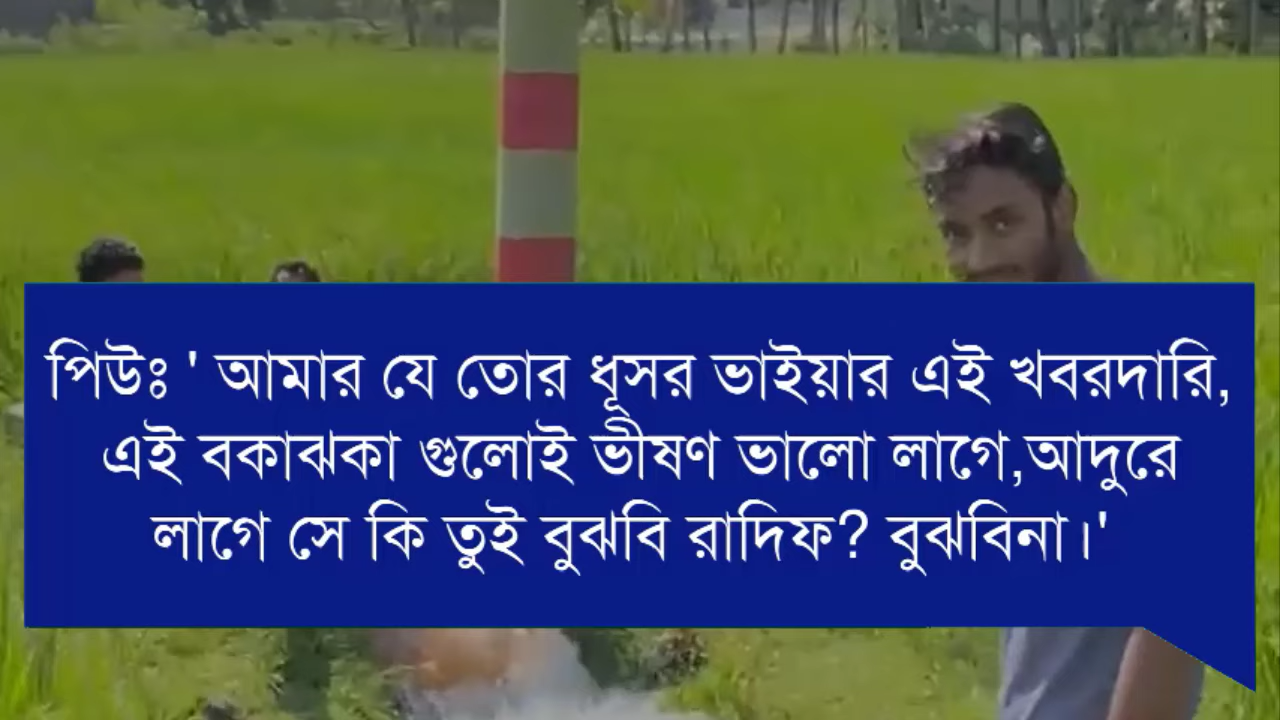 পিউঃ ' আমার যে তোর ধূসর ভাইয়ার এই খবরদারি,
এই বকাঝকা গুলোই ভীষণ ভালো লাগে,আদুরে
লাগে সে কি তুই বুঝবি রাদিফ? বুঝবিনা।'